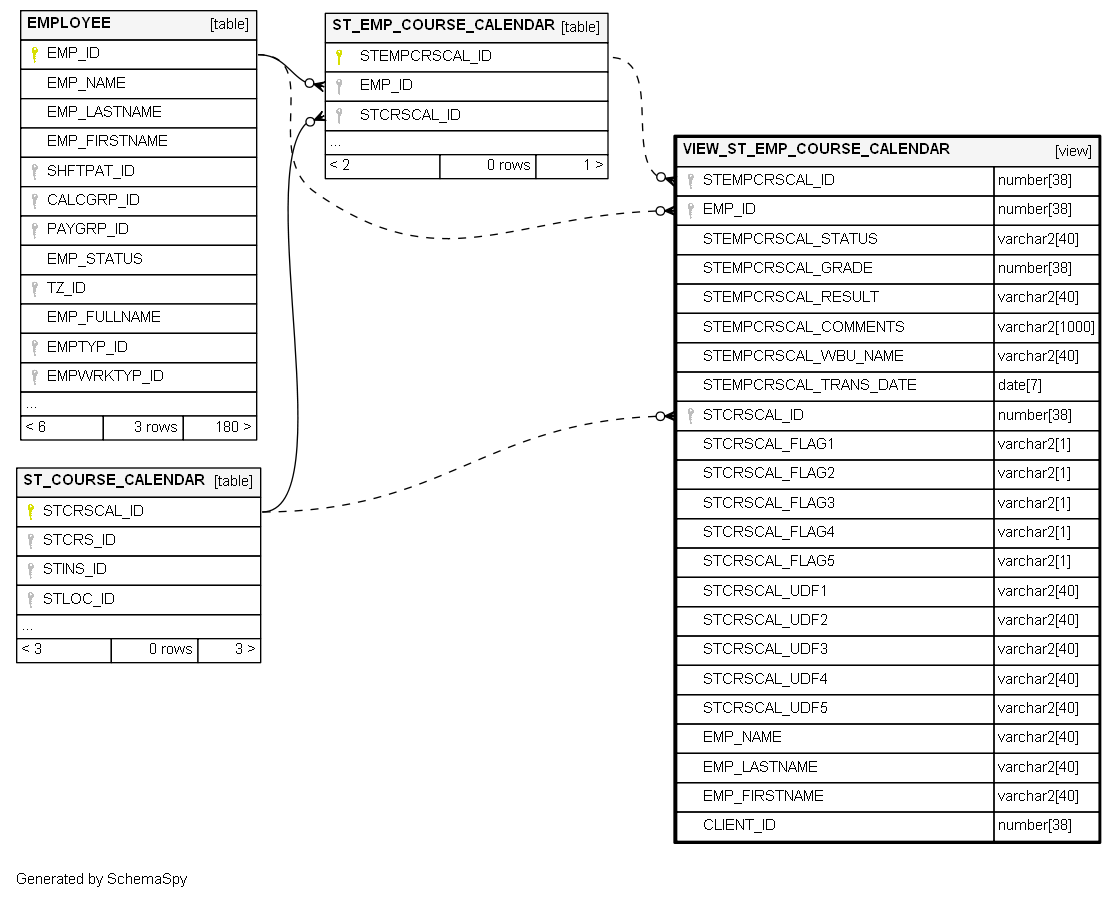 EMPLOYEE [table]
EMP_ID
EMP_NAME
EMP_LASTNAME
EMP_FIRSTNAME
SHFTPAT_ID
CALCGRP_ID
PAYGRP_ID
EMP_STATUS
TZ_ID
EMP_FULLNAME
EMPTYP_ID
EMPWRKTYP_ID
...
< 6 3 rows 180 >
ST_EMP_COURSE_CALENDAR [table]
STEMPCRSCAL_ID
EMP_ID
STCRSCAL_ID
...
< 2 0 rows 1 >
ST_COURSE_CALENDAR [table]
STCRSCAL_ID
STCRS_ID
STINS_ID
STLOC_ID
...
< 3 0 rows 3 >
VIEW_ST_EMP_COURSE_CALENDAR [view]
STEMPCRSCAL_ID number[38]
EMP_ID number[38]
STEMPCRSCAL_STATUS varchar2[40]
STEMPCRSCAL_GRADE number[38]
STEMPCRSCAL_RESULT varchar2[40]
STEMPCRSCAL_COMMENTS varchar2[1000]
STEMPCRSCAL_WBU_NAME varchar2[40]
STEMPCRSCAL_TRANS_DATE date[7]
STCRSCAL_ID number[38]
STCRSCAL_FLAG1 varchar2[1]
STCRSCAL_FLAG2 varchar2[1]
STCRSCAL_FLAG3 varchar2[1]
STCRSCAL_FLAG4 varchar2[1]
STCRSCAL_FLAG5 varchar2[1]
STCRSCAL_UDF1 varchar2[40]
STCRSCAL_UDF2 varchar2[40]
STCRSCAL_UDF3 varchar2[40]
STCRSCAL_UDF4 varchar2[40]
STCRSCAL_UDF5 varchar2[40]
EMP_NAME varchar2[40]
EMP_LASTNAME varchar2[40]
EMP_FIRSTNAME varchar2[40]
CLIENT_ID number[38]
Generated by SchemaSpy